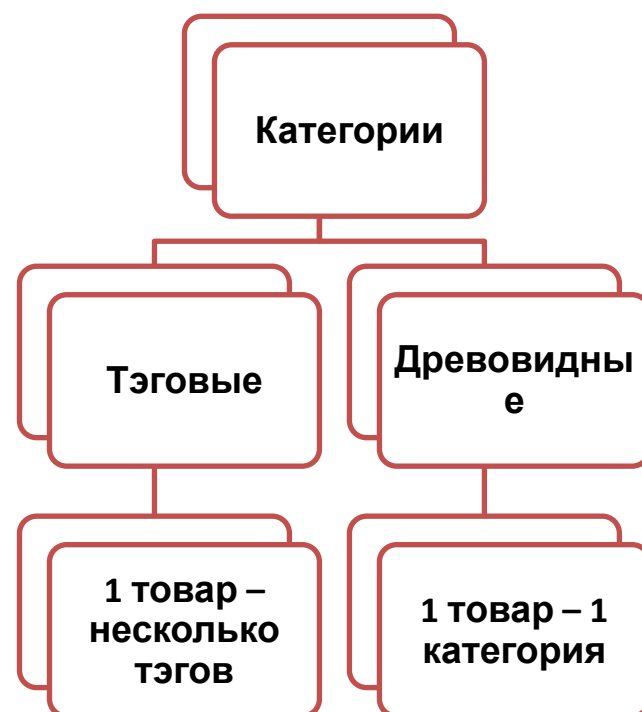 Категории
Тэговые
Древовидны
е
1 товар –
несколько
тэгов
1 товар – 1
категория